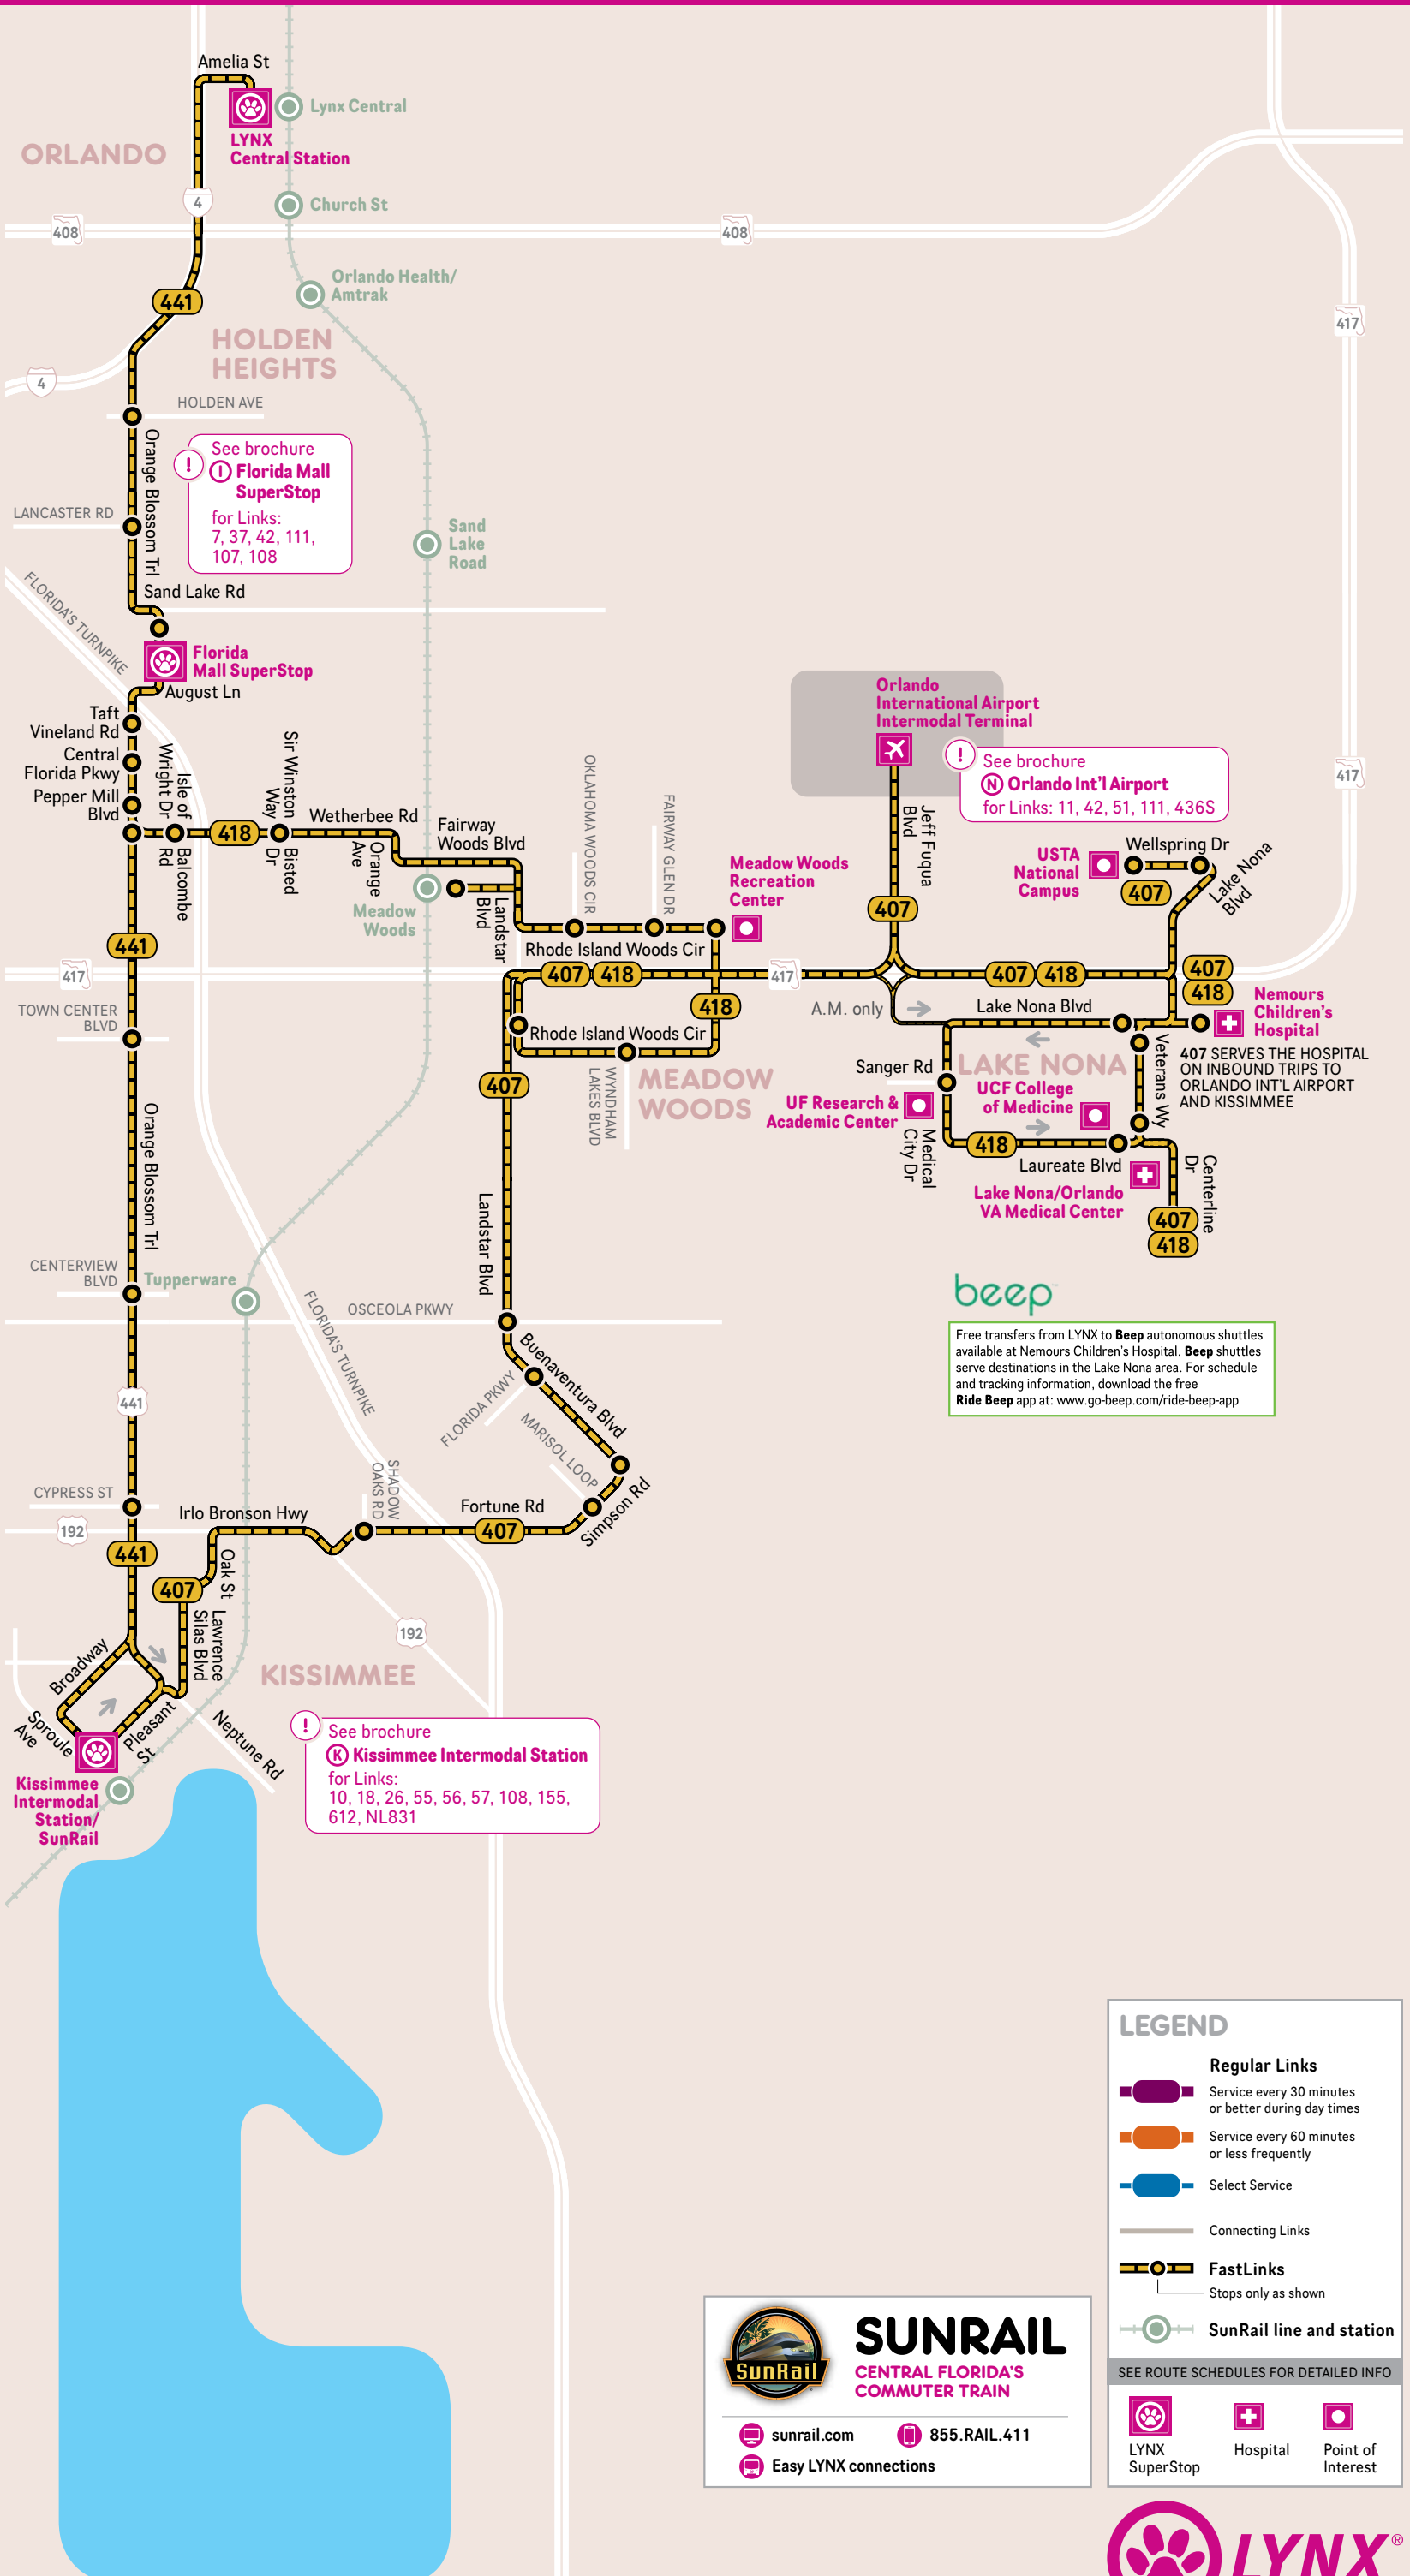 Amelia St
Lynx Central
LYNX
Central Station
ORLANDO
4
Church St
408
408
Orlando Health/
Amtrak
441
417
HOLDEN
HEIGHTS
4
HOLDEN AVE
Orange Blossom Trl
See brochure
I Florida Mall
SuperStop
for Links:
7, 37, 42, 111,
107, 108
LANCASTER RD
Sand
Lake
Road
FLORIDA'S TURNPIKE
Sand Lake Rd
Florida
Mall SuperStop
August Ln
Taft
Vineland Rd
Central
Florida Pkwy
Pepper Mill
Blvd
Wright Dr
Isle of
Sir Winston
Way
Wetherbee Rd
418
Balcombe
Rd
Bisted
Dr
Orange
Ave
Fairway
Woods Blvd
OKLAHOMA WOODS CIR
FAIRWAY GLEN DR
Meadow
Woods
Landstar
Blvd
Meadow Woods
Recreation
Center
Rhode Island Woods Cir
Orlando
International Airport
Intermodal Terminal
See brochure
N Orlando Int'l Airport
for Links: 11, 42, 51, 111, 436S
417
Jeff Fuqua
Blvd
407
USTA
National
Campus
Wellspring Dr
407
Lake Nona
Blvd
441
417
407
418
417
407
418
407
418
418
A.M. only
Lake Nona Blvd
Nemours
Children's
Hospital
407 SERVES THE HOSPITAL
ON INBOUND TRIPS TO
ORLANDO INT'L AIRPORT
AND KISSIMMEE
TOWN CENTER
BLVD
Rhode Island Woods Cir
407
WYNDHAM
LAKES BLVD
MEADOW
WOODS
Sanger Rd
LAKE NONA
Veterans Wy
UCF College
of Medicine
UF Research &
Academic Center
Medical
City Dr
418
Laureate Blvd
Centerline
Dr
Lake Nona/Orlando
VA Medical Center
407
418
Orange Blossom Trl
Landstar Blvd
CENTERVIEW
BLVD
Tupperware
FLORIDA'S TURNPIKE
OSCEOLA PKWY
beep
Free transfers from LYNX to Beep autonomous shuttles
available at Nemours Children's Hospital. Beep shuttles
serve destinations in the Lake Nona area. For schedule
and tracking information, download the free
Ride Beep app at: www.go-beep.com/ride-beep-app
Buenaventura Blvd
FLORIDA PKWY
MARISOL LOOP
441
SHADOW
OAKS RD
CYPRESS ST
192
Irlo Bronson Hwy
Fortune Rd
407
Simpson Rd
441
Oak St
407
Lawrence
Silas Blvd
192
Broadway
KISSIMMEE
Sproule
Ave
Pleasant
St
Neptune Rd
See brochure
K Kissimmee Intermodal Station
for Links:
10, 18, 26, 55, 56, 57, 108, 155,
612, NL831
Kissimmee
Intermodal
Station/
SunRail
LEGEND
Regular Links
Service every 30 minutes
or better during day times
Service every 60 minutes
or less frequently
Select Service
Connecting Links
FastLinks
Stops only as shown
SunRail line and station
SEE ROUTE SCHEDULES FOR DETAILED INFO
LYNX
SuperStop
Hospital
Point of
Interest
SunRail
SUNRAIL
CENTRAL FLORIDA'S
COMMUTER TRAIN
sunrail.com
855.RAIL.411
Easy LYNX connections
LYNX®